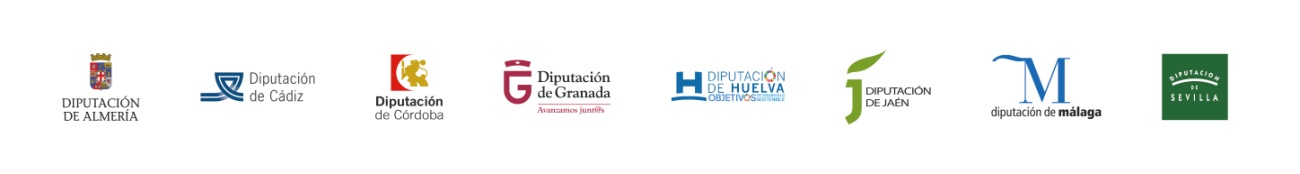 DIPUTACIÓN
DE ALMERÍA
Diputación
de Cádiz
Diputación
de Córdoba
G
Diputación
de Granada
Avanzamos junt@s
H
DIPUTACIÓN
DE HUELVA
OBJETIVOS
j
DIPUTACIÓN
DE JAÉN
M
diputación de málaga
DIPUTACION
DE
SEVILLA